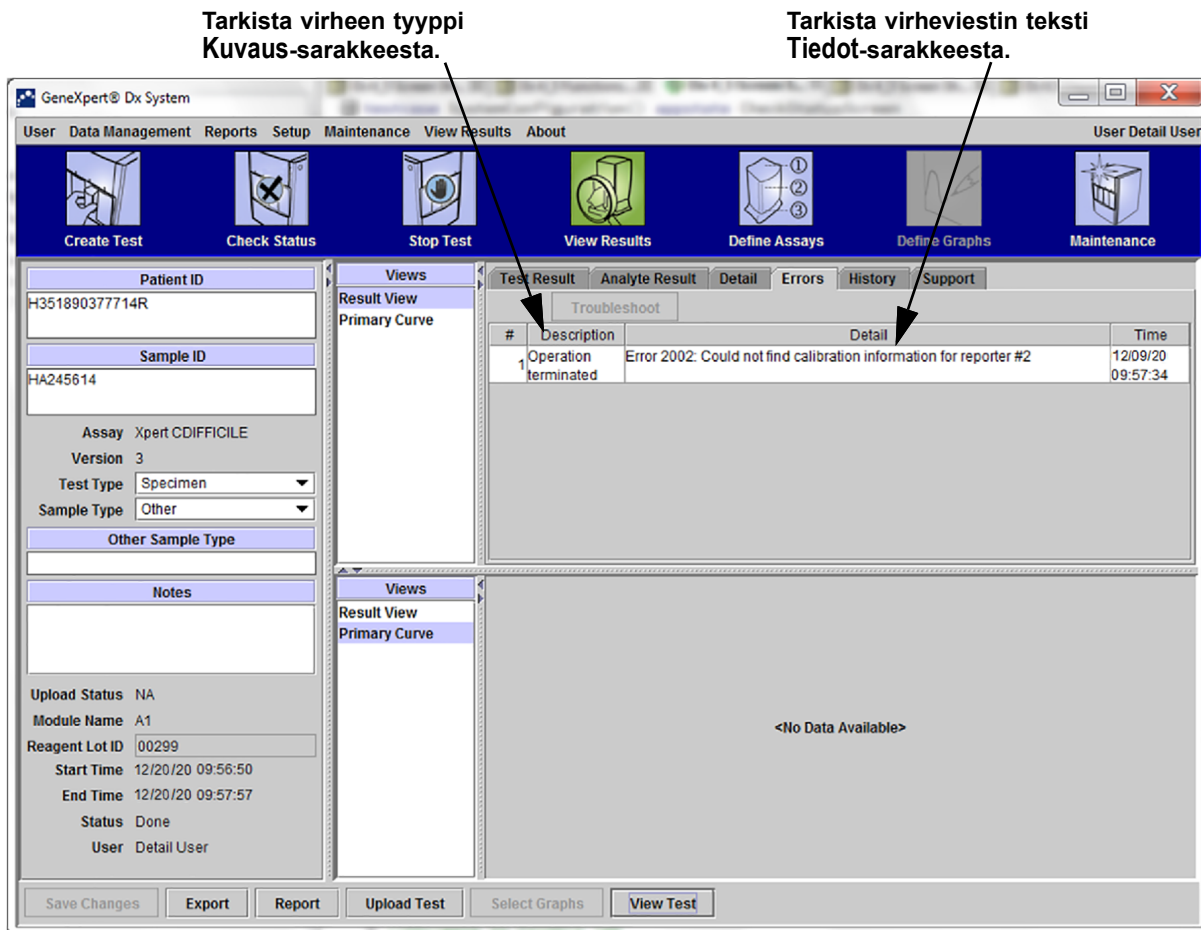 Tarkista virheen tyyppi
Kuvaus-sarakkeesta.
Tarkista virheviestin teksti
Tiedot-sarakkeesta.
GeneXpert® Dx System
User Data Management Reports Setup Maintenance View Results About
User Detail User
Create Test
Check Status
Stop Test
View Results
①
②
③
Define Assays
Define Graphs
Maintenance
Patient ID
H351890377714R
Sample ID
HA245614
Assay Xpert CDIFFICILE
Version 3
Test Type Specimen
Sample Type Other
Other Sample Type
Notes
Upload Status NA
Module Name A1
Reagent Lot ID 00299
Start Time 12/20/20 09:56:50
End Time 12/20/20 09:57:57
Status Done
User Detail User
Views
Result View
Primary Curve
Test Result Analyte Result Detail Errors History Support
Troubleshoot
# Description Detail Time
1 Operation terminated Error 2002: Could not find calibration information for reporter #2 12/09/20
09:57:34
Views
Result View
Primary Curve
<No Data Available>
Save Changes Export Report Upload Test Select Graphs View Test